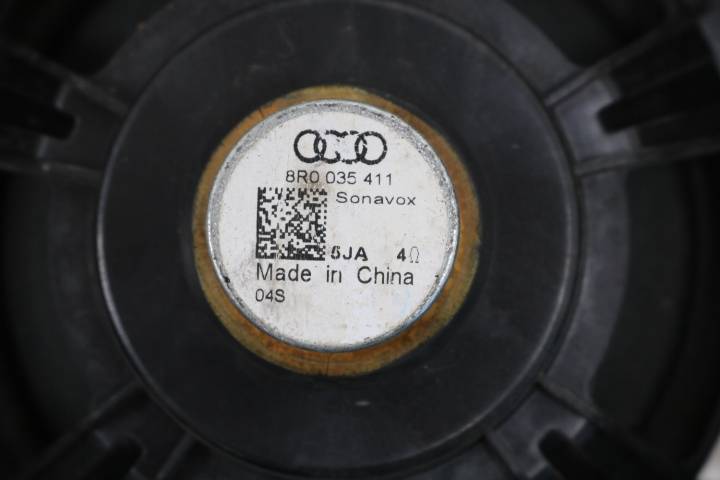 8R0 035 411
Sonavox
5JA 4Ω
Made in China
04S